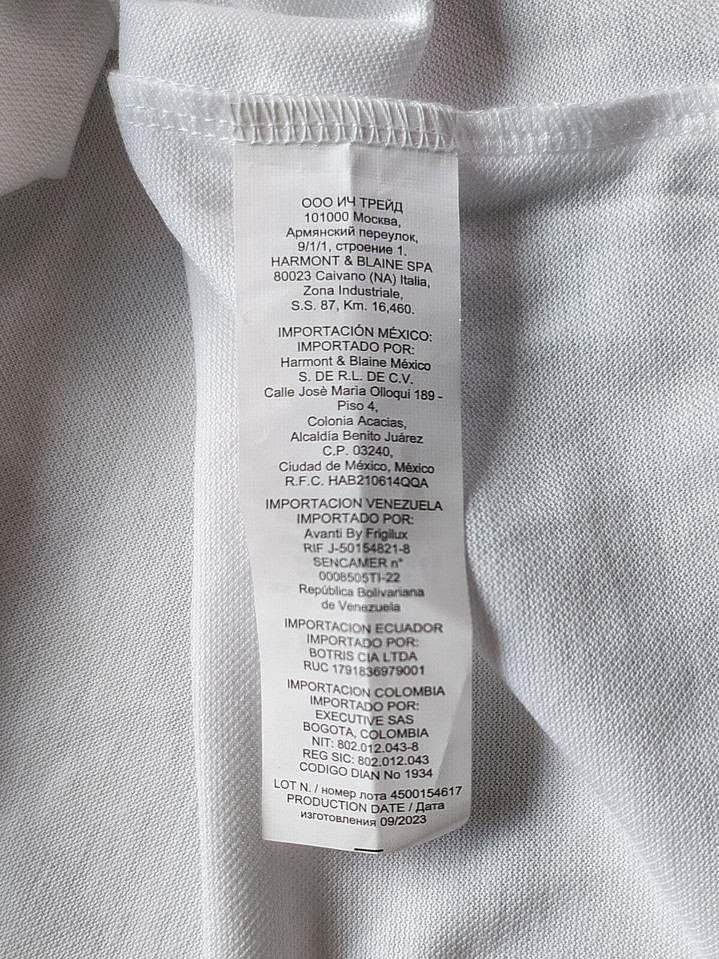 ООО ИЧ ТРЕЙД
101000 Москва,
Армянский переулок,
9/1/1, строение 1.
HARMONT & BLAINE SPA
80023 Caivano (NA) Italia,
Zona Industriale,
S.S. 87, Km. 16,460.
IMPORTACIÓN MÉXICO:
IMPORTADO POR:
Harmont & Blaine México
S. DE R.L. DE C.V.
Calle Josè Marìa Olloqui 189 -
Piso 4,
Colonia Acacias,
Alcaldía Benito Juárez
C.P. 03240,
Ciudad de México, México
R.F.C. HAB210614QQA
IMPORTACION VENEZUELA
IMPORTADO POR:
Avanti By Frigilux
RIF J-50154821-8
SENCAMER n°
0008505TI-22
República Bolivariana
de Venezuela
IMPORTACION ECUADOR
IMPORTADO POR:
BOTRIS CIA LTDA
RUC 1791836979001
IMPORTACION COLOMBIA
IMPORTADO POR:
EXECUTIVE SAS
BOGOTA, COLOMBIA
NIT: 802.012.043-8
REG SIC: 802.012.043
CODIGO DIAN No 1934
LOT N. / номер лота 4500154617
PRODUCTION DATE / Дата
изготовления 09/2023